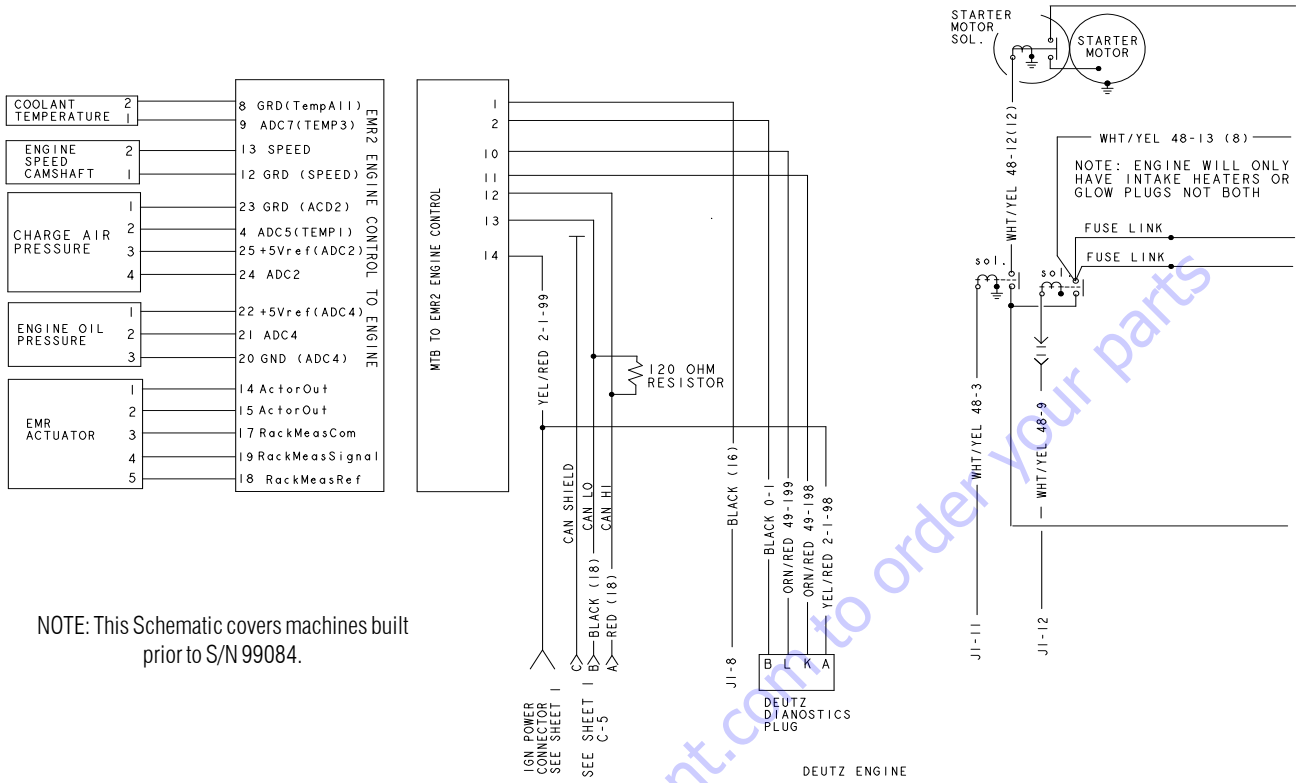 COOLANT
TEMPERATURE
2
1
ENGINE
SPEED
CAMSHAFT
2
1
CHARGE AIR
PRESSURE
1
2
3
4
ENGINE OIL
PRESSURE
1
2
3
EMR
ACTUATOR
1
2
3
4
5
8 GRD(TempAll)
9 ADC7(TEMP3)
13 SPEED
12 GRD (SPEED)
23 GRD (ACD2)
4 ADC5(TEMP1)
25 +5Vref(ADC2)
24 ADC2
22 +5Vref(ADC4)
21 ADC4
20 GND (ADC4)
14 ActorOut
15 ActorOut
17 RackMeasCom
19 RackMeasSignal
18 RackMeasRef
EMR2 ENGINE CONTROL TO ENGINE
MTB TO EMR2 ENGINE CONTROL
1
2
10
11
12
13
14
YEL/RED 2-1-99
120 OHM
RESISTOR
CAN SHIELD
CAN LO
CAN HI
BLACK (18)
RED (18)
C
B
A
IGN POWER
CONNECTOR
SEE SHEET 1
SEE SHEET 1
C-5
BLACK (16)
J1-8
BLACK 0-1
ORN/RED 49-199
ORN/RED 49-198
YEL/RED 2-1-98
B L K A
DEUTZ
DIANOSTICS
PLUG
DEUTZ ENGINE
STARTER
MOTOR
SOL.
STARTER
MOTOR
WHT/YEL 48-12(12)
WHT/YEL 48-13 (8)
NOTE: ENGINE WILL ONLY
HAVE INTAKE HEATERS OR
GLOW PLUGS NOT BOTH
FUSE LINK
FUSE LINK
sol.
sol.
11
WHT/YEL 48-3
WHT/YEL 48-9
J1-11
J1-12
NOTE: This Schematic covers machines built
prior to S/N 99084.
nt.com to order your parts